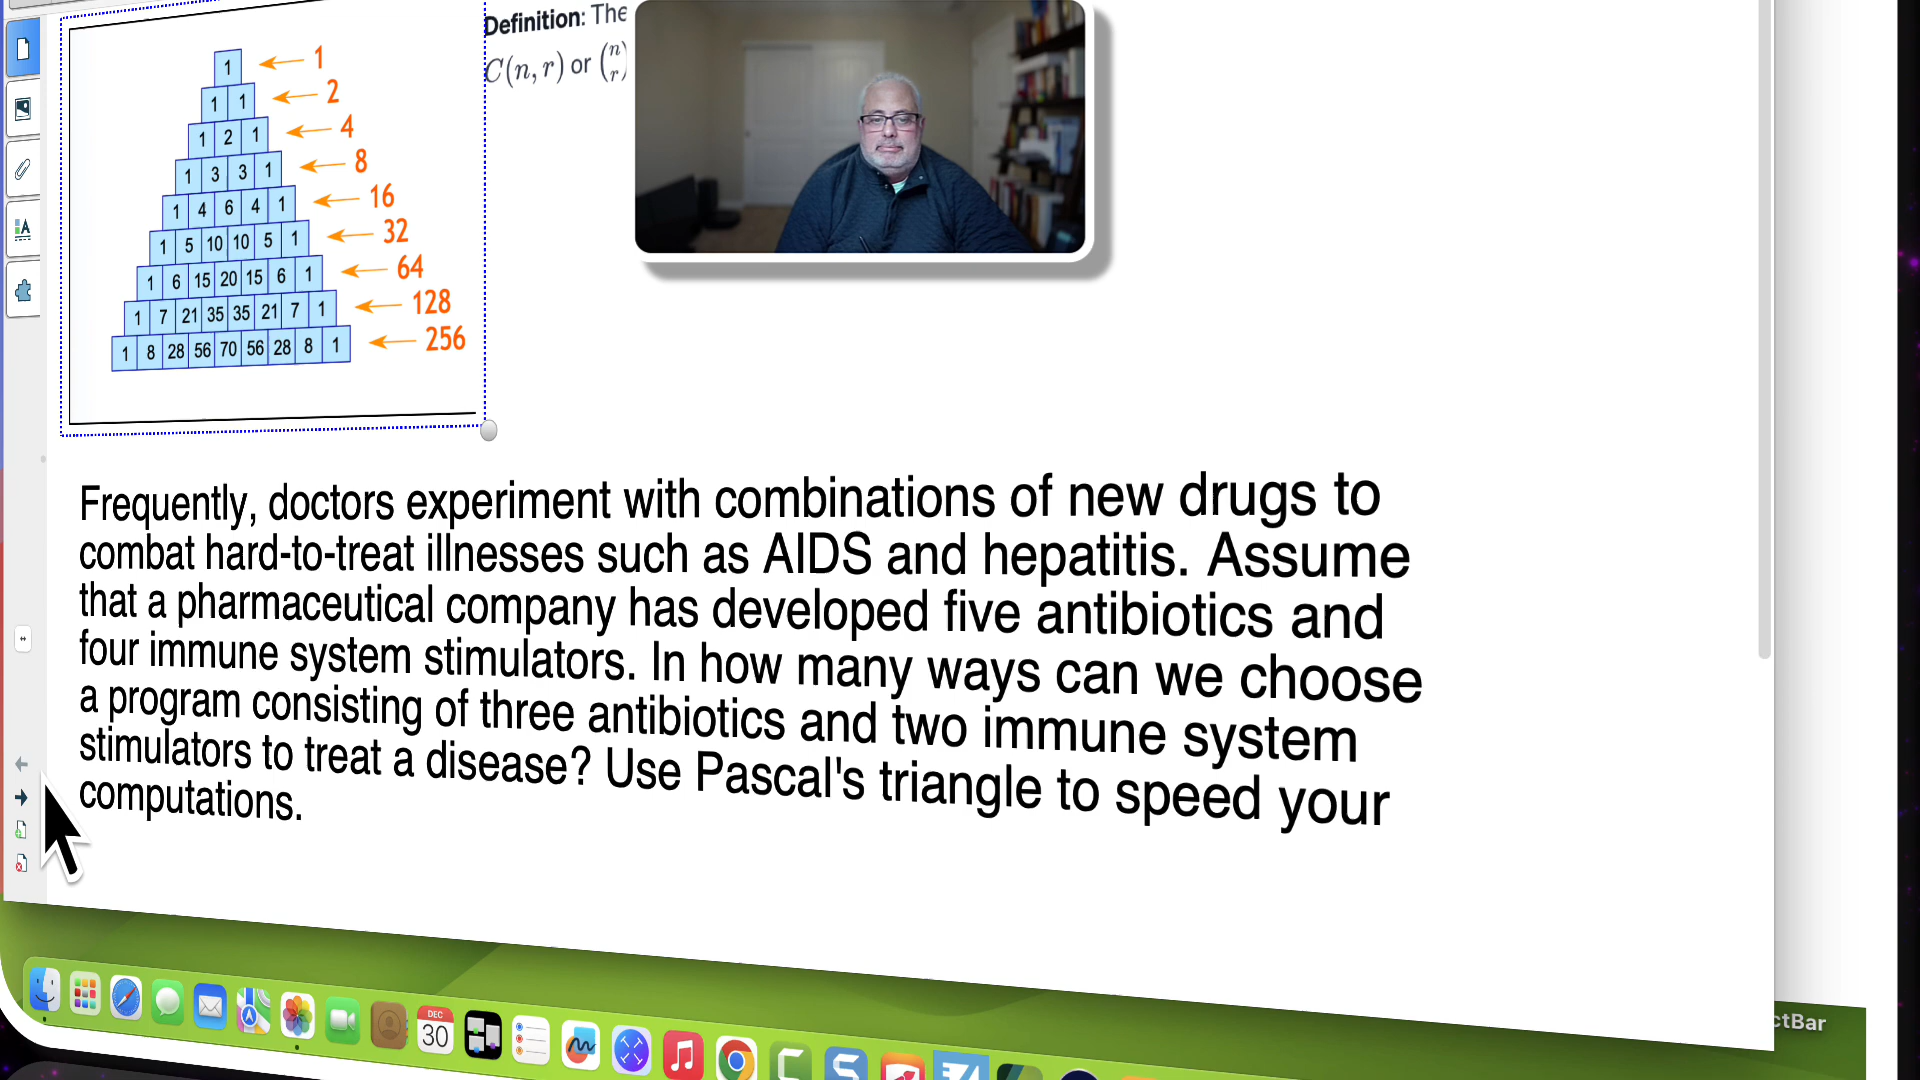 1
1
1 1
2
1 2 1
4
1 3 3 1
8
1 4 6 4 1
16
1 5 10 10 5 1
32
1 6 15 20 15 6 1
64
1 7 21 35 35 21 7 1
128
1 8 28 56 70 56 28 8 1
256
Definition: The
C(n, r) or (n r)
Frequently, doctors experiment with combinations of new drugs to
combat hard-to-treat illnesses such as AIDS and hepatitis. Assume
that a pharmaceutical company has developed five antibiotics and
four immune system stimulators. In how many ways can we choose
a program consisting of three antibiotics and two immune system
stimulators to treat a disease? Use Pascal's triangle to speed your
computations.
DEC
30
ctBar